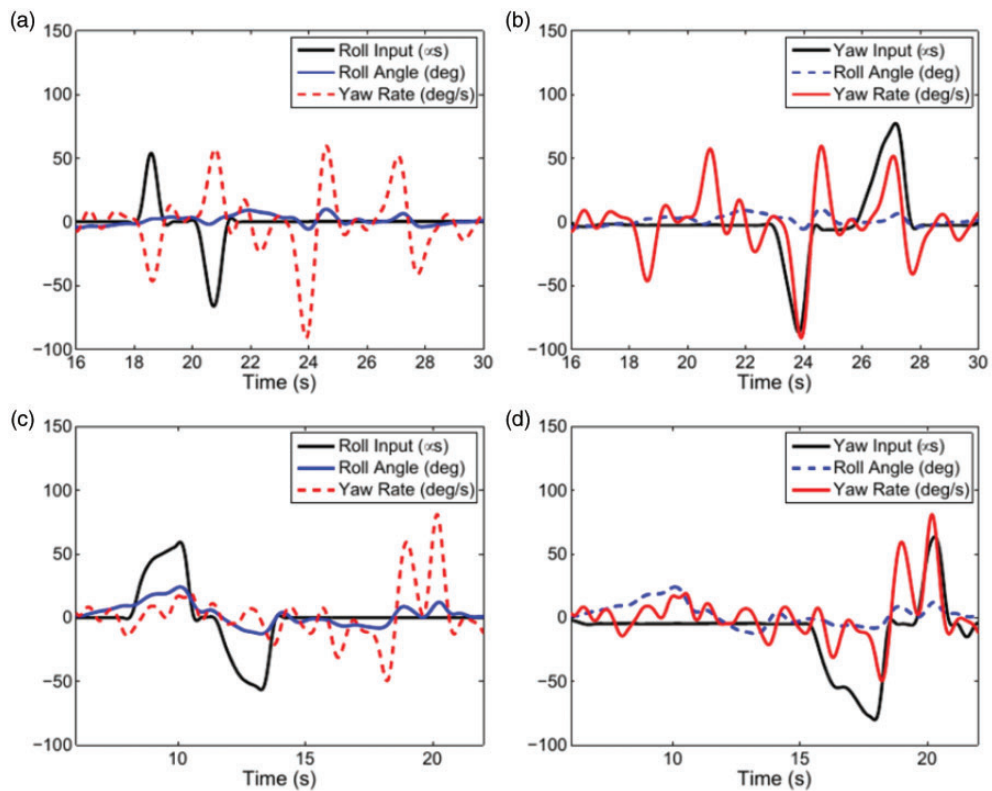 (a)
150
100
50
0
−50
−100
16 18 20 22 24 26 28 30
Time (s)
Roll Input (∝s)
Roll Angle (deg)
Yaw Rate (deg/s)
(b)
150
100
50
0
−50
−100
16 18 20 22 24 26 28 30
Time (s)
Yaw Input (∝s)
Roll Angle (deg)
Yaw Rate (deg/s)
(c)
150
100
50
0
−50
−100
10 15 20
Time (s)
Roll Input (∝s)
Roll Angle (deg)
Yaw Rate (deg/s)
(d)
150
100
50
0
−50
−100
10 15 20
Time (s)
Yaw Input (∝s)
Roll Angle (deg)
Yaw Rate (deg/s)